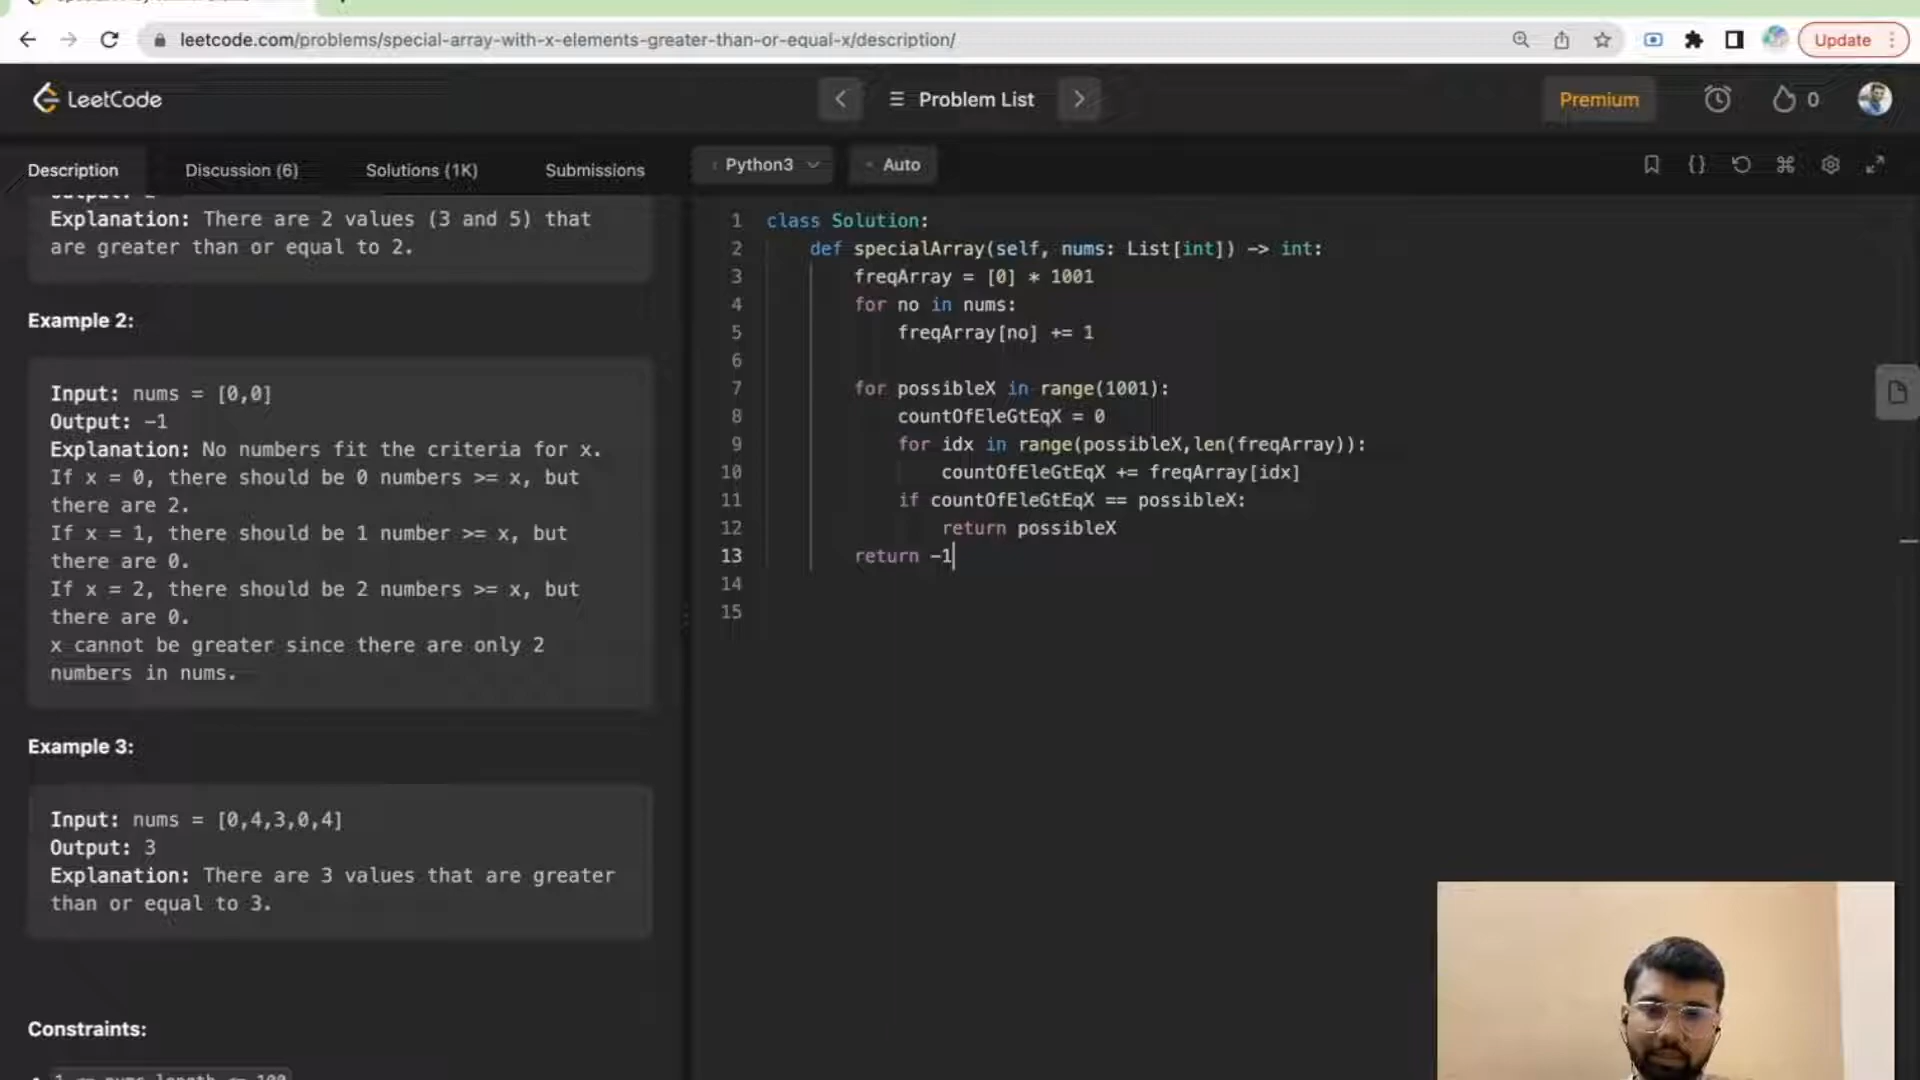 leetcode.com/problems/special-array-with-x-elements-greater-than-or-equal-x/description/
Update
LeetCode
Problem List
Premium
0
Description
Discussion (6)
Solutions (1K)
Submissions
Python3
Auto
Explanation: There are 2 values (3 and 5) that
are greater than or equal to 2.
Example 2:
Input: nums = [0,0]
Output: -1
Explanation: No numbers fit the criteria for x.
If x = 0, there should be 0 numbers >= x, but
there are 2.
If x = 1, there should be 1 number >= x, but
there are 0.
If x = 2, there should be 2 numbers >= x, but
there are 0.
x cannot be greater since there are only 2
numbers in nums.
Example 3:
Input: nums = [0,4,3,0,4]
Output: 3
Explanation: There are 3 values that are greater
than or equal to 3.
Constraints:
1 <= nums.length <= 100
1 class Solution:
2 def specialArray(self, nums: List[int]) -> int:
3 freqArray = [0] * 1001
4 for no in nums:
5 freqArray[no] += 1
6
7 for possibleX in range(1001):
8 countOfEleGtEqX = 0
9 for idx in range(possibleX,len(freqArray)):
10 countOfEleGtEqX += freqArray[idx]
11 if countOfEleGtEqX == possibleX:
12 return possibleX
13 return -1
14
15